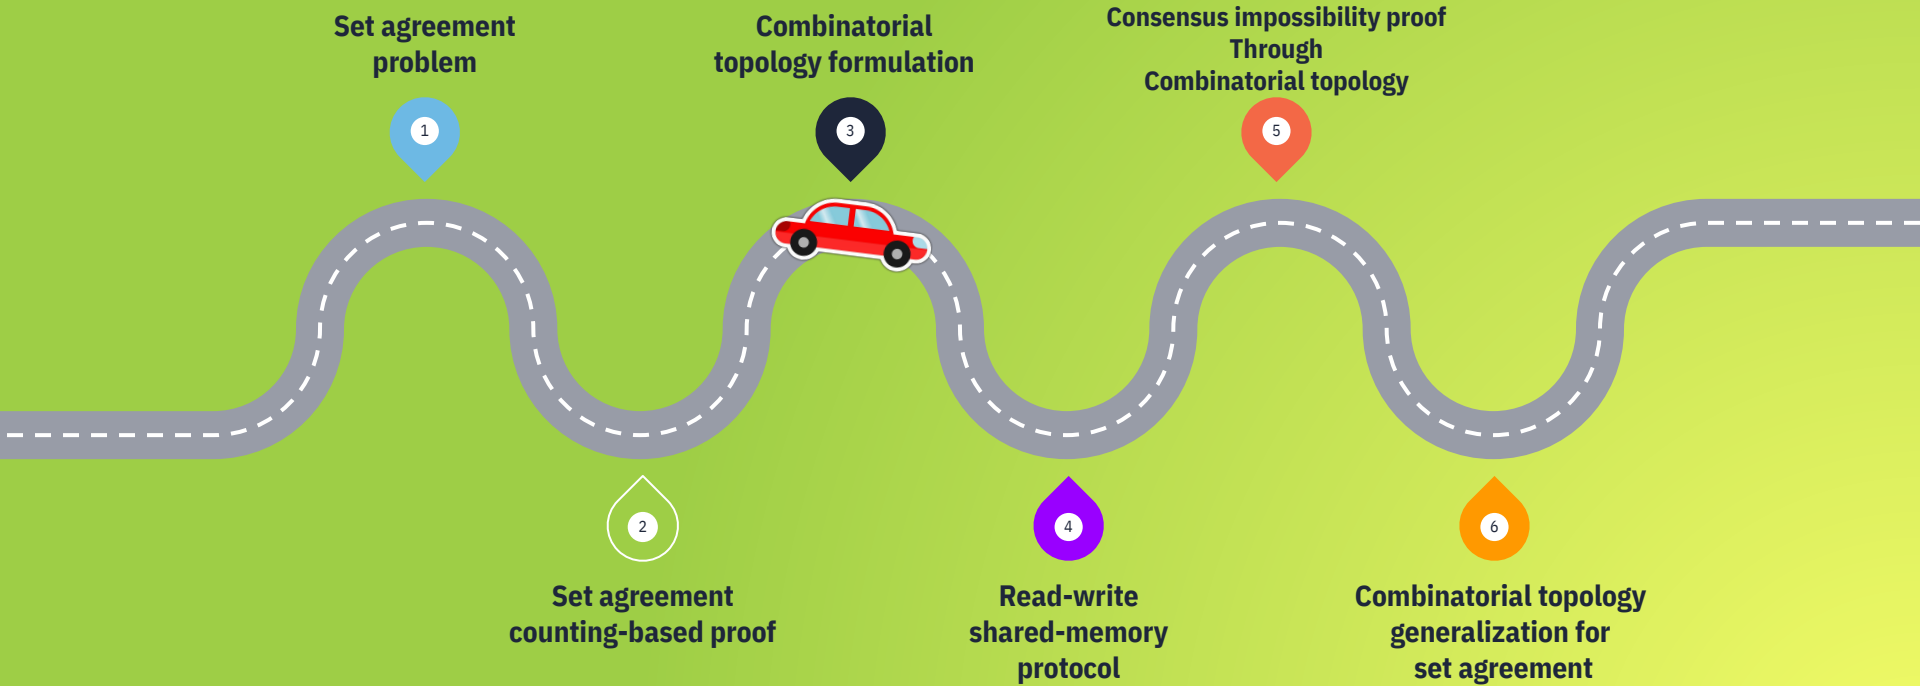 Set agreement
problem
1
Set agreement
counting-based proof
2
Combinatorial
topology formulation
3
Read-write
shared-memory
protocol
4
Consensus impossibility proof
Through
Combinatorial topology
5
Combinatorial topology
generalization for
set agreement
6